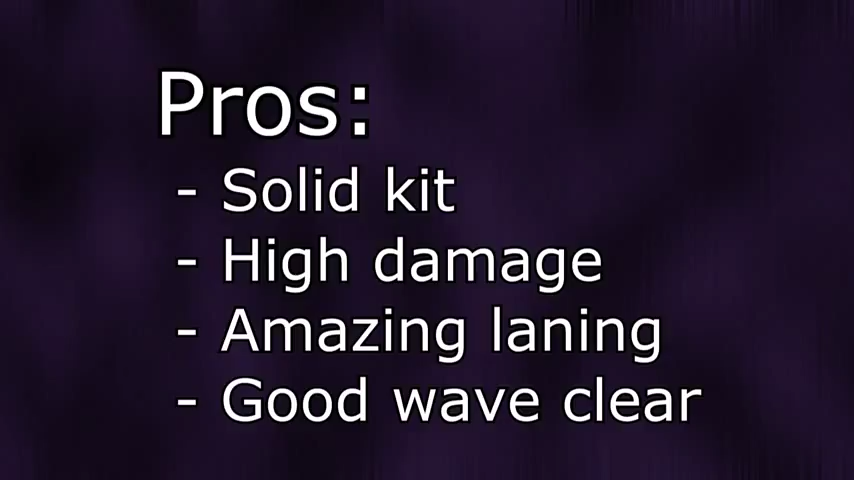 Pros:
- Solid kit
- High damage
- Amazing laning
- Good wave clear